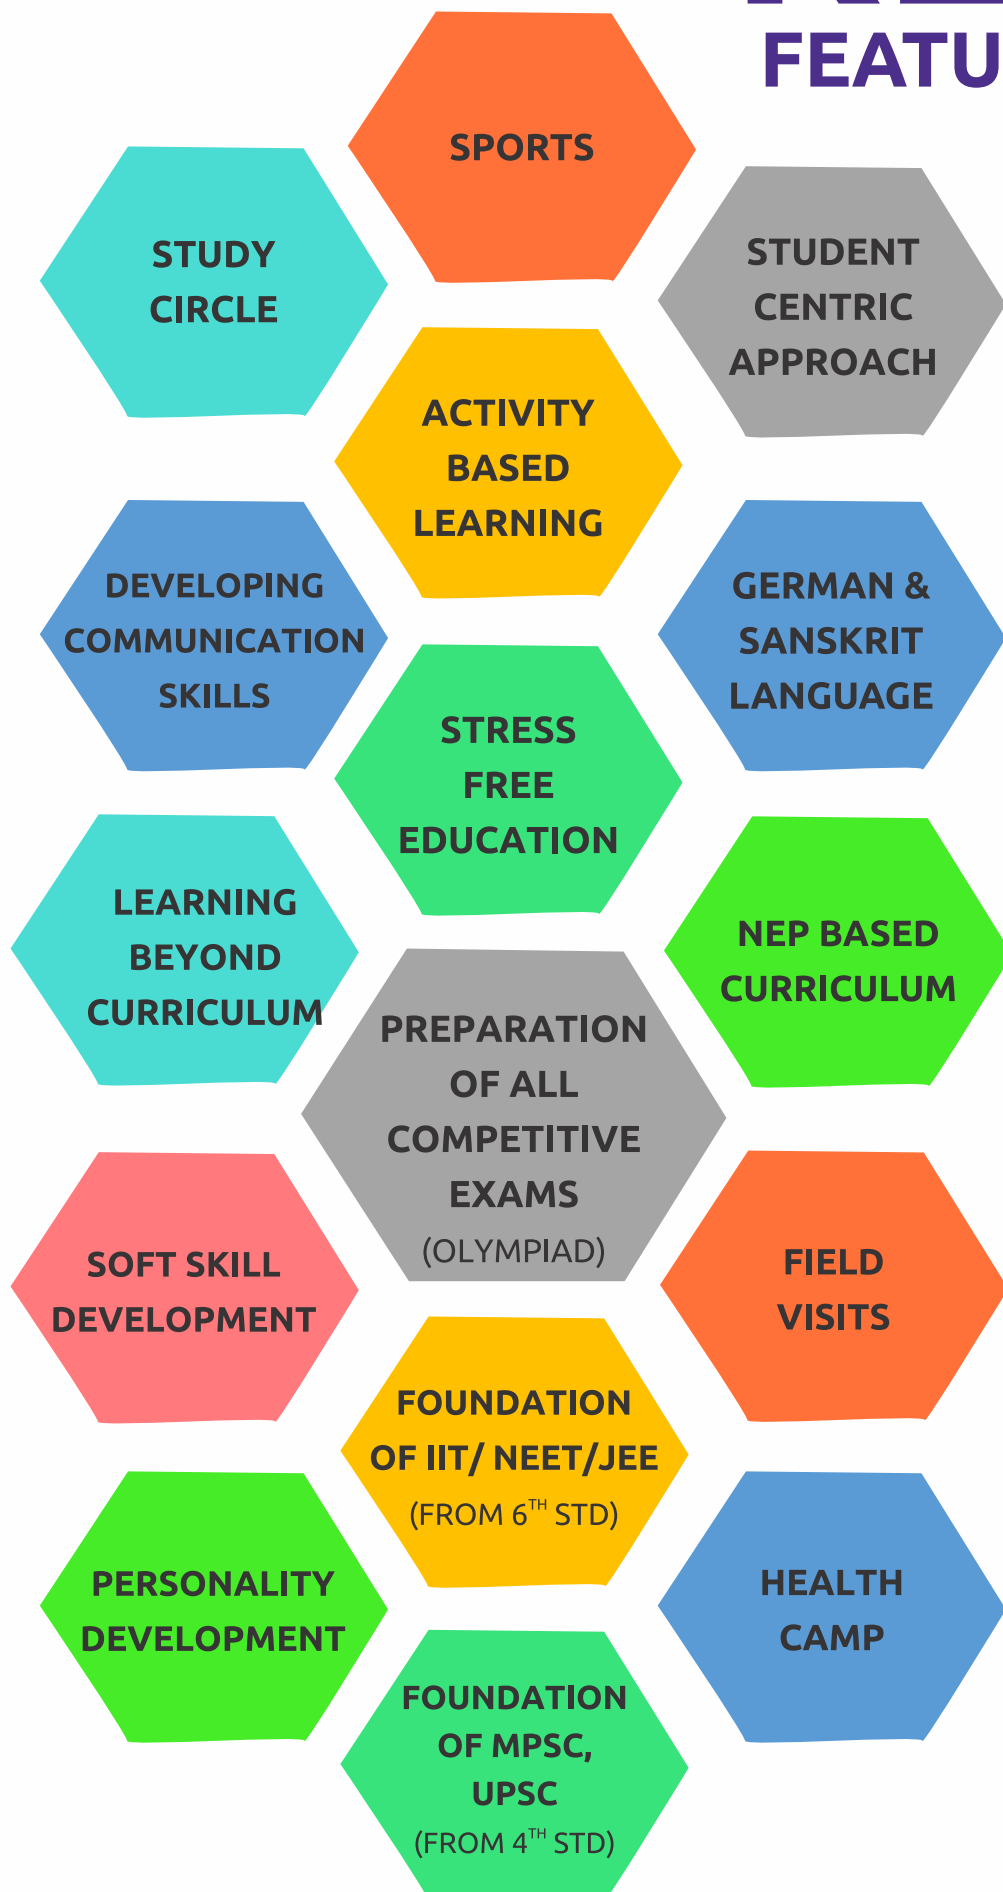 FEATU
SPORTS
STUDY
CIRCLE
STUDENT
CENTRIC
APPROACH
ACTIVITY
BASED
LEARNING
DEVELOPING
COMMUNICATION
SKILLS
GERMAN &
SANSKRIT
LANGUAGE
STRESS
FREE
EDUCATION
LEARNING
BEYOND
CURRICULUM
NEP BASED
CURRICULUM
PREPARATION
OF ALL
COMPETITIVE
EXAMS
(OLYMPIAD)
SOFT SKILL
DEVELOPMENT
FIELD
VISITS
FOUNDATION
OF IIT/ NEET/JEE
(FROM 6TH STD)
PERSONALITY
DEVELOPMENT
HEALTH
CAMP
FOUNDATION
OF MPSC,
UPSC
(FROM 4TH STD)